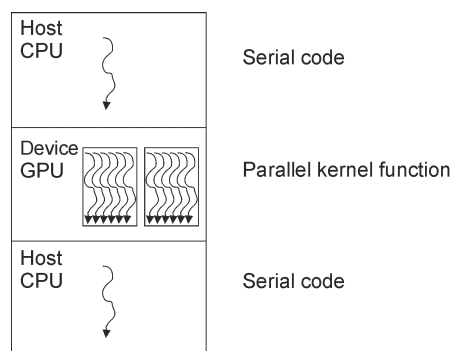 Host
CPU
Serial code
Device
GPU
Parallel kernel function
Host
CPU
Serial code